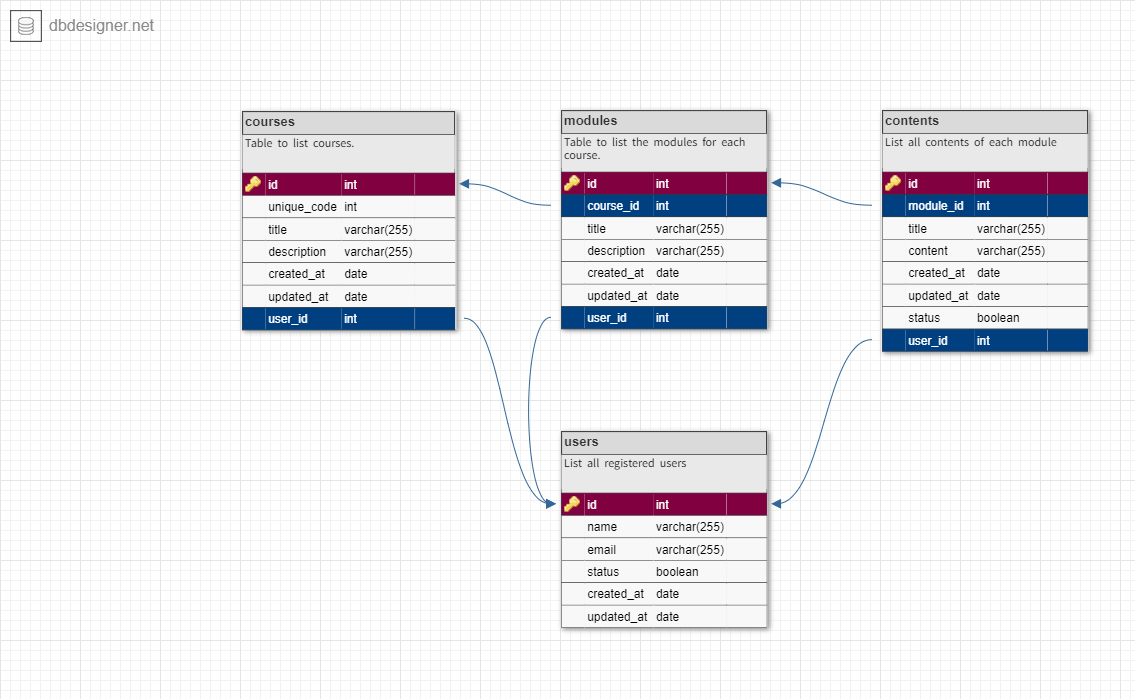 dbdesigner.net
courses
Table to list courses.
id int
unique_code int
title varchar(255)
description varchar(255)
created_at date
updated_at date
user_id int
modules
Table to list the modules for each
course.
id int
course_id int
title varchar(255)
description varchar(255)
created_at date
updated_at date
user_id int
contents
List all contents of each module
id int
module_id int
title varchar(255)
content varchar(255)
created_at date
updated_at date
status boolean
user_id int
users
List all registered users
id int
name varchar(255)
email varchar(255)
status boolean
created_at date
updated_at date